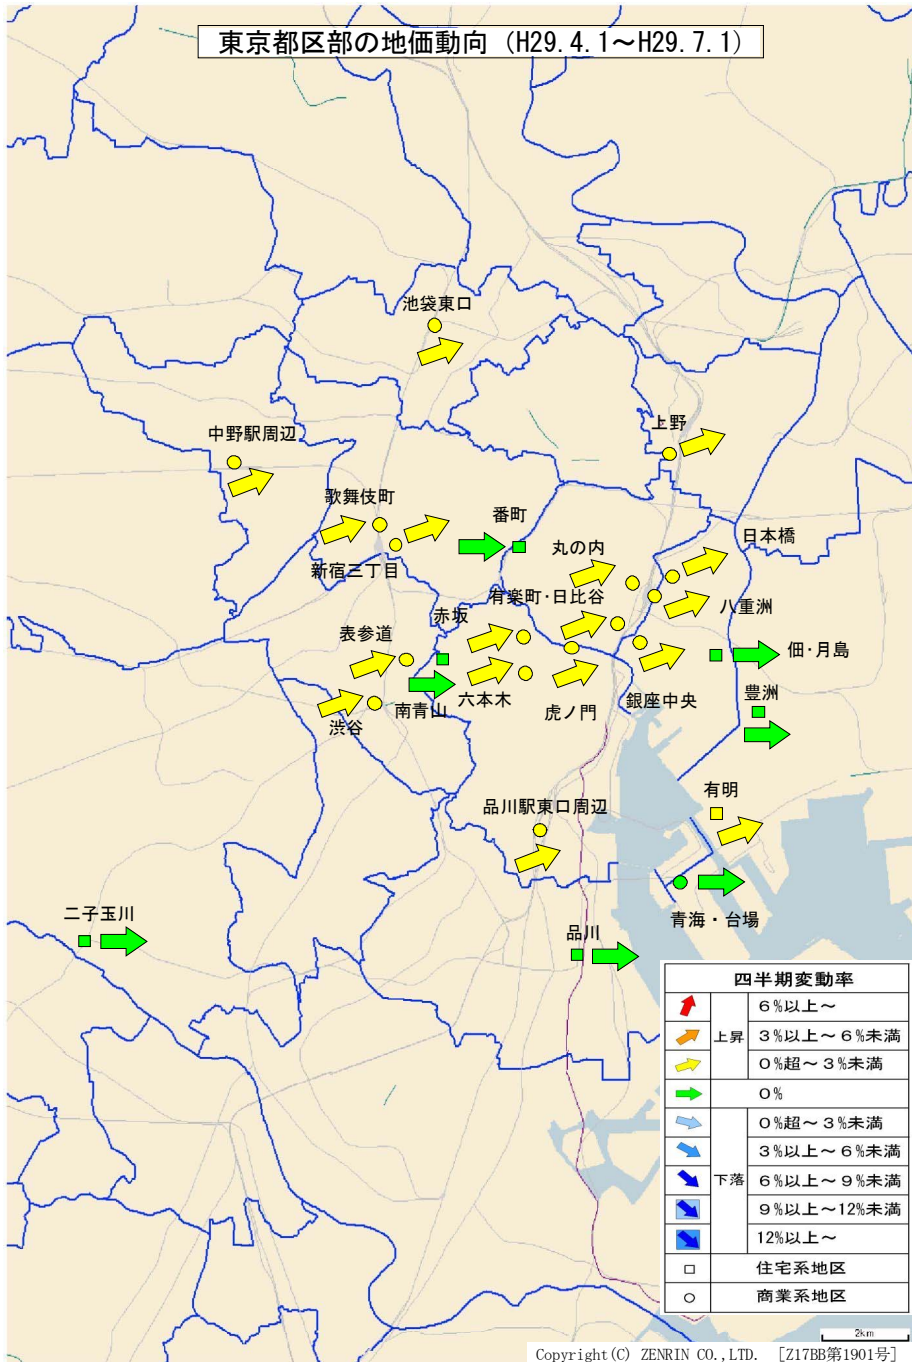 東京都区部の地価動向（H29.4.1～H29.7.1）
池袋東口
上野
中野駅周辺
歌舞伎町
番町
日本橋
丸の内
新宿三丁目
有楽町・日比谷
八重洲
赤坂
表参道
佃・月島
豊洲
六本木
銀座中央
南青山
虎ノ門
渋谷
有明
品川駅東口周辺
青海・台場
二子玉川
品川
四半期変動率
6%以上～
上昇
3%以上～6%未満
0%超～3%未満
0%
0%超～3%未満
3%以上～6%未満
下落
6%以上～9%未満
9%以上～12%未満
12%以上～
住宅系地区
商業系地区
2km
Copyright(C) ZENRIN CO.,LTD. [Z17BB第1901号]